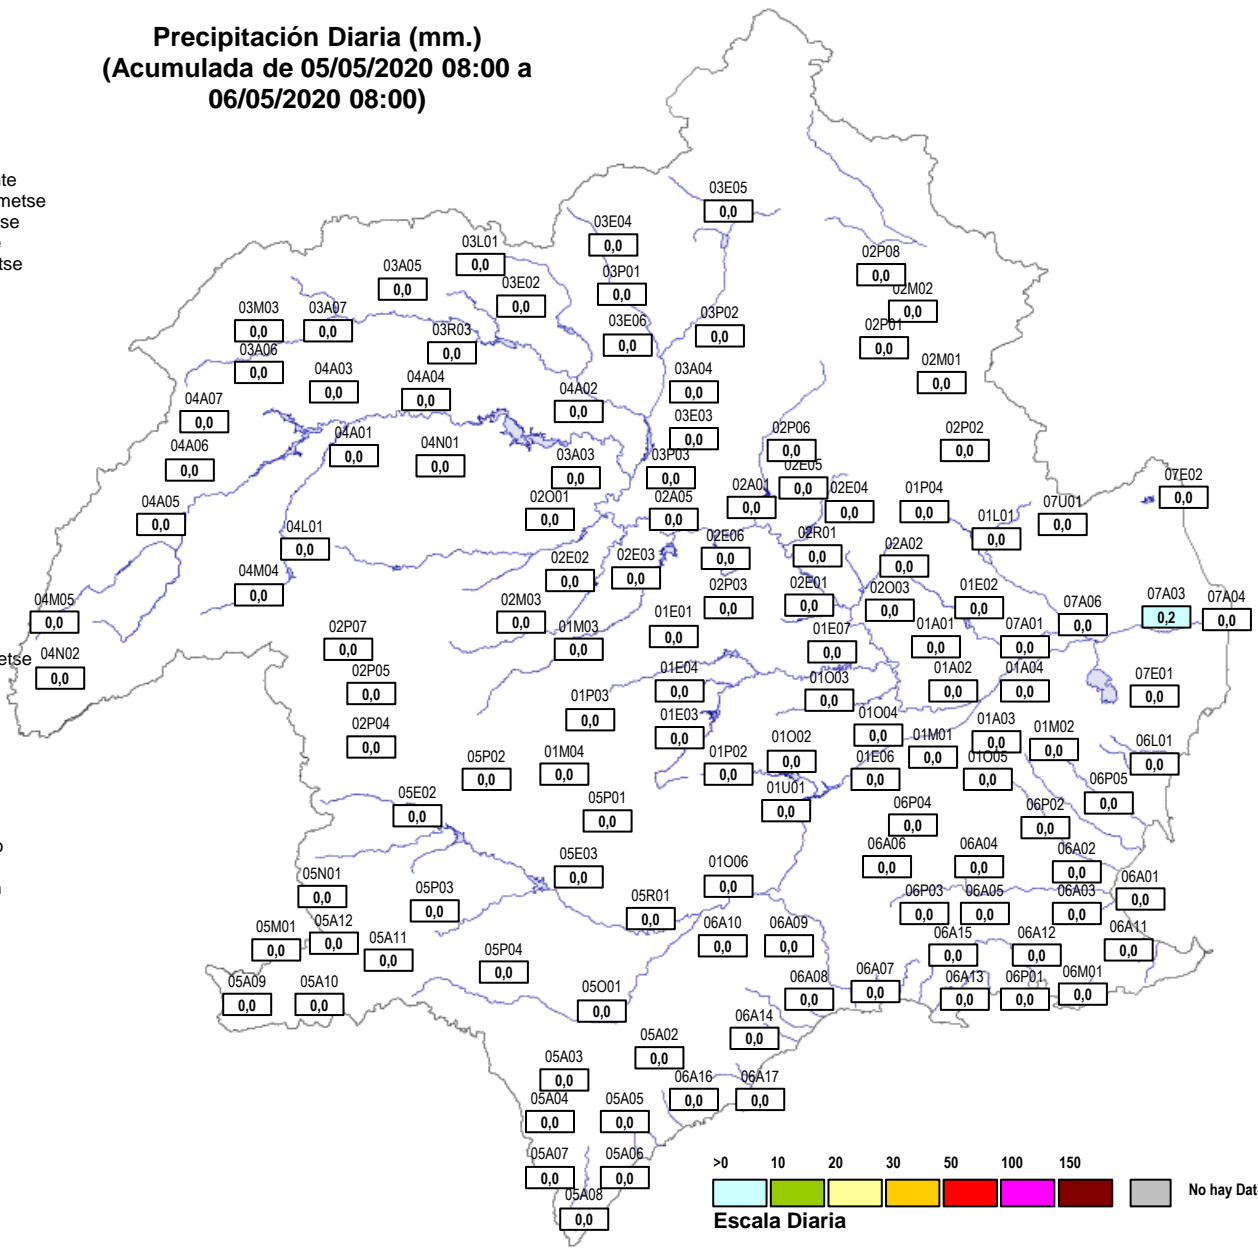 Precipitación Diaria (mm.)
(Acumulada de 05/05/2020 08:00 a
06/05/2020 08:00)
te
metse
se
e
tse
03E05
0,0
03E04
0,0
03L01
0,0
02P08
0,0
03A05
0,0
03P01
0,0
03E02
0,0
02M02
0,0
03M03
0,0
03A07
0,0
03P02
0,0
03R03
0,0
03E06
0,0
02P01
0,0
03A06
0,0
02M01
0,0
04A03
0,0
04A04
0,0
03A04
0,0
04A02
0,0
04A07
0,0
03E03
0,0
04A01
0,0
04N01
0,0
02P06
0,0
02P02
0,0
04A06
0,0
03A03
0,0
03P03
0,0
02E05
0,0
07E02
0,0
04A05
0,0
02O01
0,0
02A05
0,0
02A01
0,0
02E04
0,0
01P04
0,0
07U01
0,0
01L01
0,0
04L01
0,0
02E06
0,0
02R01
0,0
02A02
0,0
02E02
0,0
02E03
0,0
04M04
0,0
02P03
0,0
02E01
0,0
02O03
0,0
01E02
0,0
04M05
0,0
02M03
0,0
07A03
0,2
07A04
0,0
07A06
0,0
01E01
0,0
02P07
0,0
01M03
0,0
01E07
0,0
01A01
0,0
07A01
0,0
etse
04N02
0,0
02P05
0,0
01E04
0,0
01O03
0,0
01A02
0,0
01A04
0,0
07E01
0,0
01P03
0,0
02P04
0,0
01E03
0,0
01O04
0,0
01A03
0,0
01M02
0,0
01M01
0,0
06L01
0,0
05P02
0,0
01M04
0,0
01P02
0,0
01O02
0,0
01E06
0,0
01O05
0,0
05E02
0,0
05P01
0,0
01U01
0,0
06P05
0,0
06P04
0,0
06P02
0,0
o
05E03
0,0
01O06
0,0
06A06
0,0
06A04
0,0
06A02
0,0
05N01
0,0
05P03
0,0
05R01
0,0
06P03
0,0
06A05
0,0
06A03
0,0
06A01
0,0
05M01
0,0
05A12
0,0
05A11
0,0
06A10
0,0
06A09
0,0
06A15
0,0
06A12
0,0
06A11
0,0
05P04
0,0
05A09
0,0
05A10
0,0
05O01
0,0
06A08
0,0
06A07
0,0
06A13
0,0
06P01
0,0
06M01
0,0
06A14
0,0
05A02
0,0
05A03
0,0
06A16
0,0
06A17
0,0
05A04
0,0
05A05
0,0
05A07
0,0
05A06
0,0
05A08
0,0
>0 10 20 30 50 100 150
No hay Dat
Escala Diaria